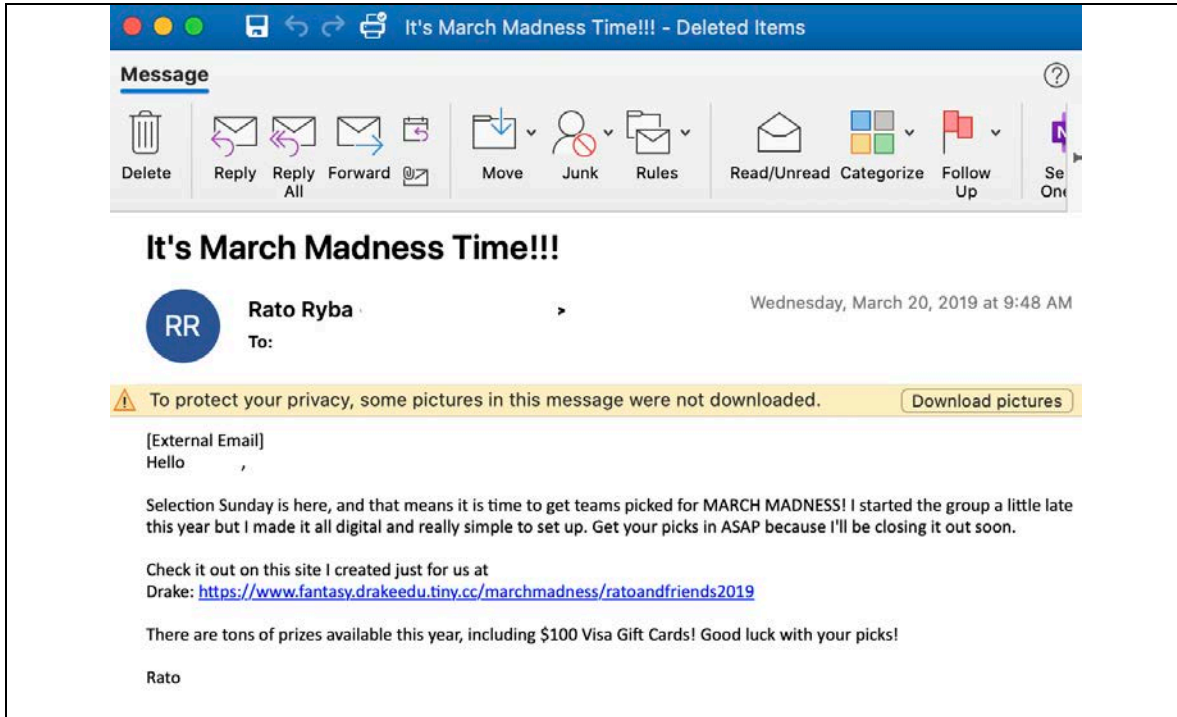 It's March Madness Time!!! - Deleted Items
Message
Delete
Reply
Reply All
Forward
Move
Junk
Rules
Read/Unread
Categorize
Follow Up
It's March Madness Time!!!
RR
Rato Ryba >
Wednesday, March 20, 2019 at 9:48 AM
To:
To protect your privacy, some pictures in this message were not downloaded.
Download pictures
[External Email]
Hello ,
Selection Sunday is here, and that means it is time to get teams picked for MARCH MADNESS! I started the group a little late
this year but I made it all digital and really simple to set up. Get your picks in ASAP because I'll be closing it out soon.
Check it out on this site I created just for us at
Drake: https://www.fantasy.drakeedu.tiny.cc/marchmadness/ratoandfriends2019
There are tons of prizes available this year, including $100 Visa Gift Cards! Good luck with your picks!
Rato